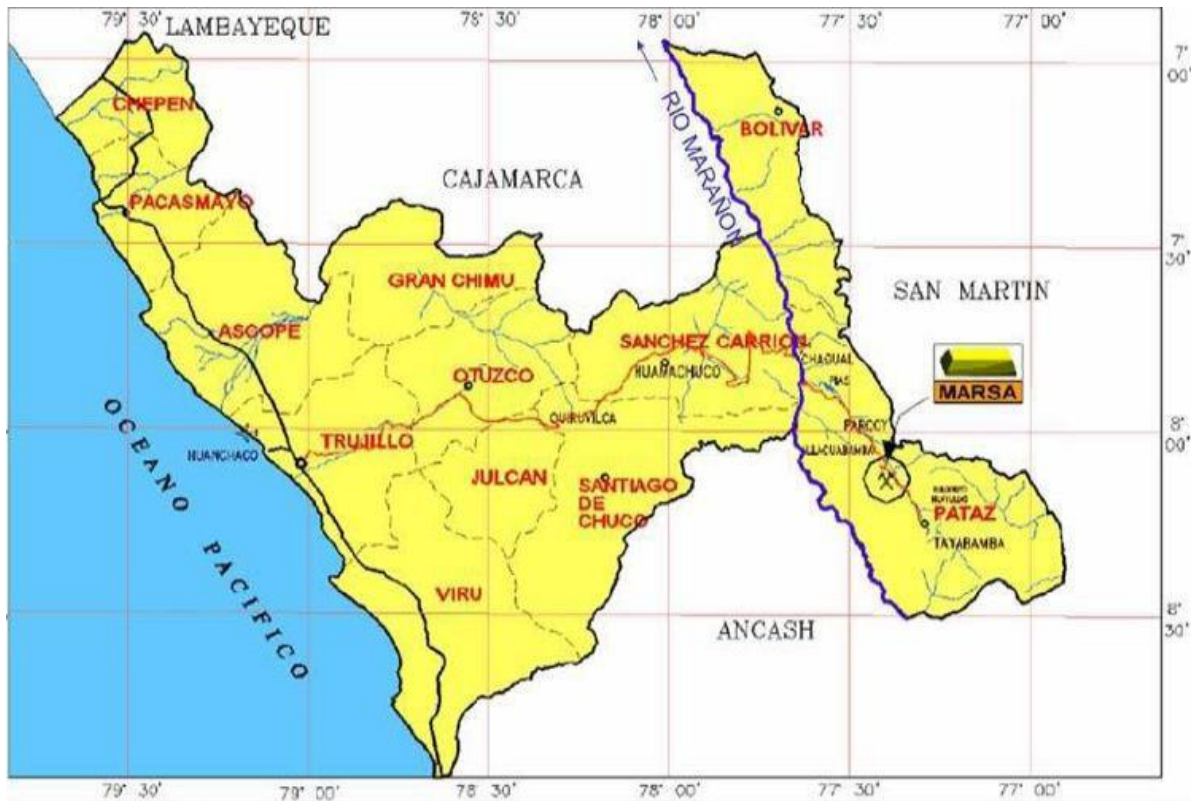 79° 30'
79° 00'
78° 30'
78° 00'
77° 30'
77° 00'
LAMBAYEQUE
7°
00'
CHEPEN
RIO MARAÑON
BOLIVAR
CAJAMARCA
PACASMAYO
7°
30'
GRAN CHIMU
SAN MARTIN
ASCOPE
SANCHEZ CARRION
CHAGUAL
HUAMACHUCO
PIAS
MARSA
OTUZCO
QUIRUVILCA
PARCOY
8°
00'
OCEANO PACIFICO
HUANCHACO
TRUJILLO
LLACUABAMBA
JULCAN
SANTIAGO
DE
CHUCO
PATAZ
TAYABAMBA
VIRU
ANCASH
8°
30'
79° 30'
79° 00'
78° 30'
78° 00'
77° 30'
77° 00'